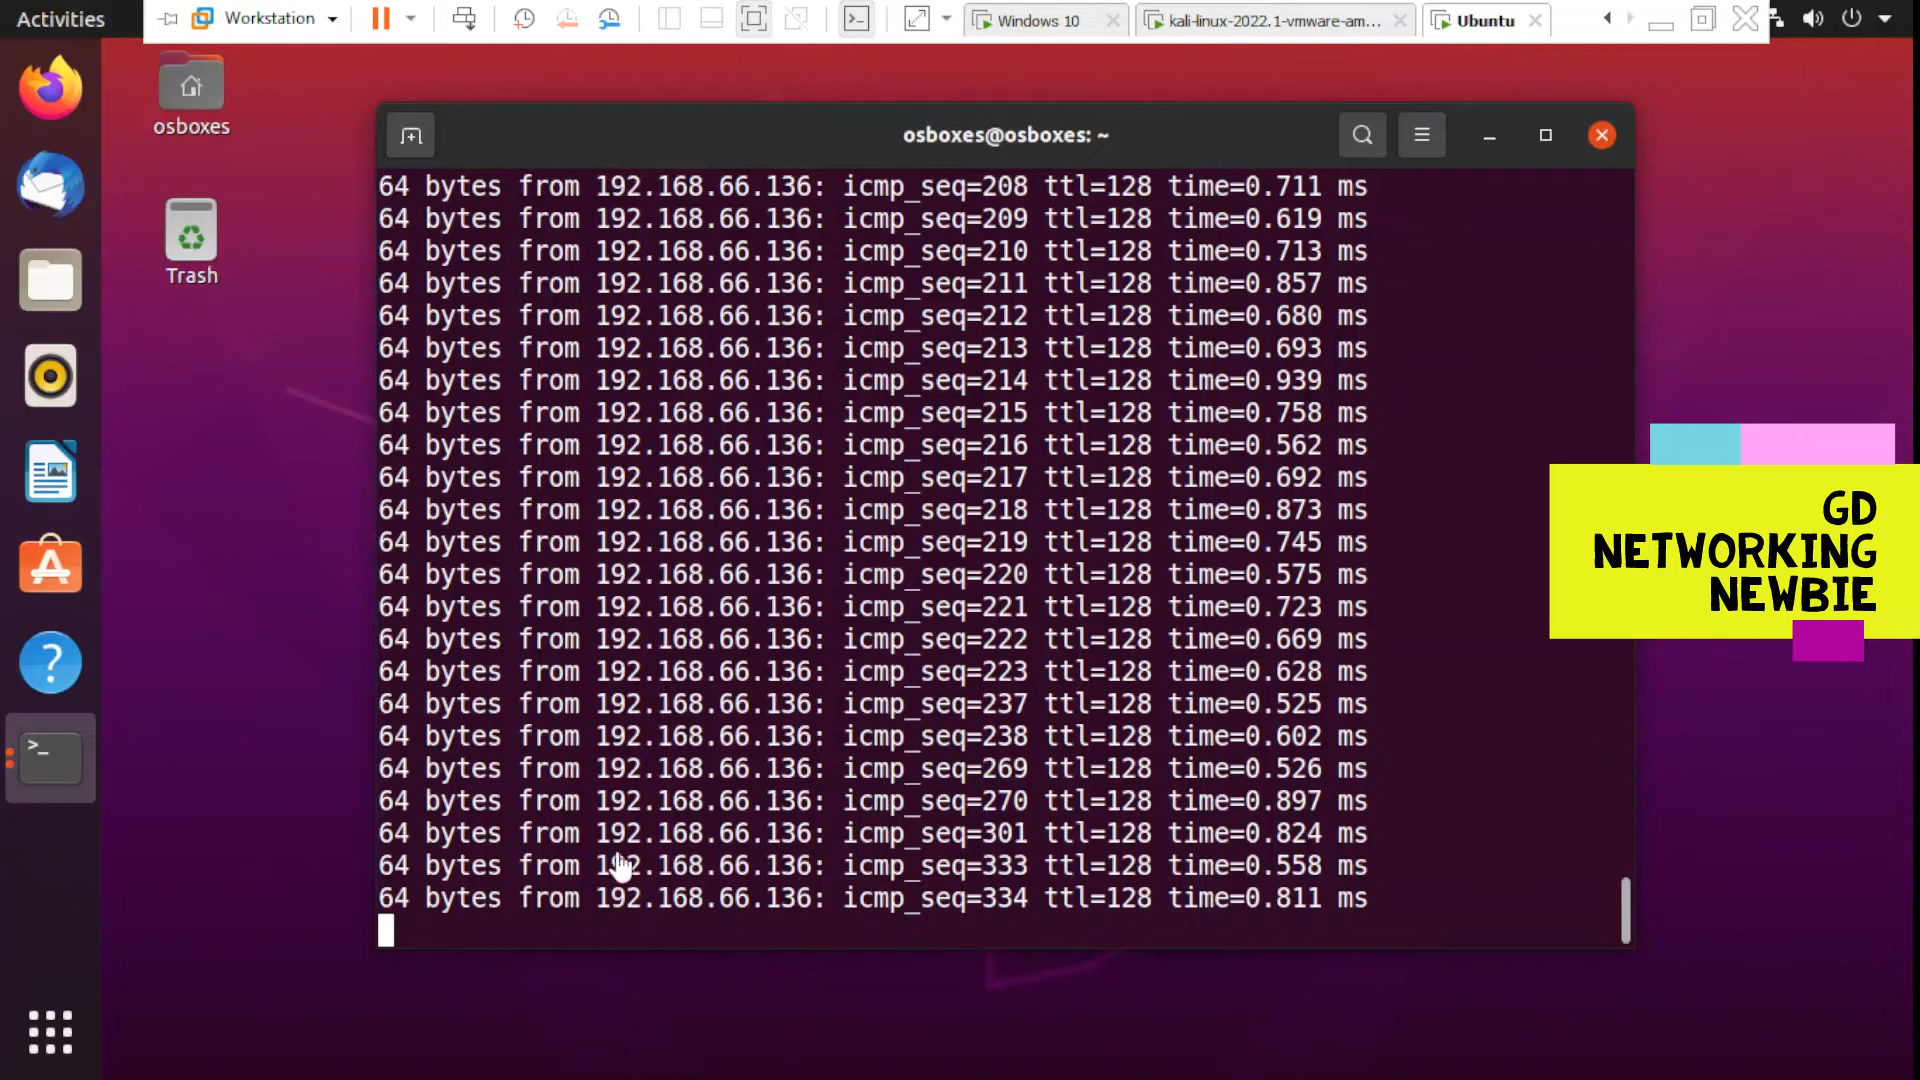 Activities
Workstation
Windows 10
kali-linux-2022.1-vmware-am...
Ubuntu
osboxes
Trash
osboxes@osboxes: ~
64 bytes from 192.168.66.136: icmp_seq=208 ttl=128 time=0.711 ms
64 bytes from 192.168.66.136: icmp_seq=209 ttl=128 time=0.619 ms
64 bytes from 192.168.66.136: icmp_seq=210 ttl=128 time=0.713 ms
64 bytes from 192.168.66.136: icmp_seq=211 ttl=128 time=0.857 ms
64 bytes from 192.168.66.136: icmp_seq=212 ttl=128 time=0.680 ms
64 bytes from 192.168.66.136: icmp_seq=213 ttl=128 time=0.693 ms
64 bytes from 192.168.66.136: icmp_seq=214 ttl=128 time=0.939 ms
64 bytes from 192.168.66.136: icmp_seq=215 ttl=128 time=0.758 ms
64 bytes from 192.168.66.136: icmp_seq=216 ttl=128 time=0.562 ms
64 bytes from 192.168.66.136: icmp_seq=217 ttl=128 time=0.692 ms
64 bytes from 192.168.66.136: icmp_seq=218 ttl=128 time=0.873 ms
64 bytes from 192.168.66.136: icmp_seq=219 ttl=128 time=0.745 ms
64 bytes from 192.168.66.136: icmp_seq=220 ttl=128 time=0.575 ms
64 bytes from 192.168.66.136: icmp_seq=221 ttl=128 time=0.723 ms
64 bytes from 192.168.66.136: icmp_seq=222 ttl=128 time=0.669 ms
64 bytes from 192.168.66.136: icmp_seq=223 ttl=128 time=0.628 ms
64 bytes from 192.168.66.136: icmp_seq=237 ttl=128 time=0.525 ms
64 bytes from 192.168.66.136: icmp_seq=238 ttl=128 time=0.602 ms
64 bytes from 192.168.66.136: icmp_seq=269 ttl=128 time=0.526 ms
64 bytes from 192.168.66.136: icmp_seq=270 ttl=128 time=0.897 ms
64 bytes from 192.168.66.136: icmp_seq=301 ttl=128 time=0.824 ms
64 bytes from 192.168.66.136: icmp_seq=333 ttl=128 time=0.558 ms
64 bytes from 192.168.66.136: icmp_seq=334 ttl=128 time=0.811 ms
GD
NETWORKING
NEWBIE